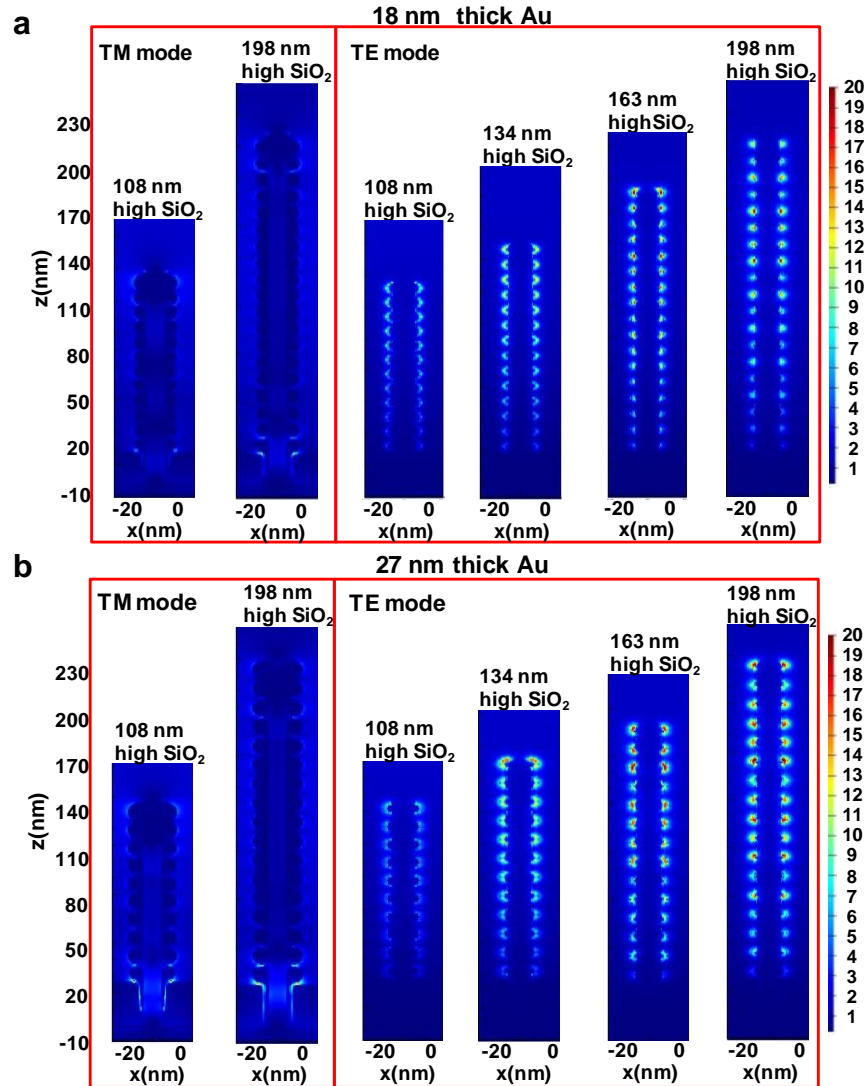 a
18 nm thick Au
TM mode
198 nm
high SiO₂
TE mode
198 nm
high SiO₂
163 nm
highSiO₂
134 nm
high SiO₂
108 nm
high SiO₂
108 nm
high SiO₂
z(nm)
230
200
170
140
110
80
50
20
-10
20
19
18
17
16
15
14
13
12
11
10
9
8
7
6
5
4
3
2
1
-20 0
x(nm)
-20 0
x(nm)
-20 0
x(nm)
-20 0
x(nm)
-20 0
x(nm)
-20 0
x(nm)
b
27 nm thick Au
TM mode
198 nm
high SiO₂
TE mode
198 nm
high SiO₂
163 nm
high SiO₂
134 nm
high SiO₂
108 nm
high SiO₂
108 nm
high SiO₂
z(nm)
230
200
170
140
110
80
50
20
-10
20
19
18
17
16
15
14
13
12
11
10
9
8
7
6
5
4
3
2
1
-20 0
x(nm)
-20 0
x(nm)
-20 0
x(nm)
-20 0
x(nm)
-20 0
x(nm)
-20 0
x(nm)